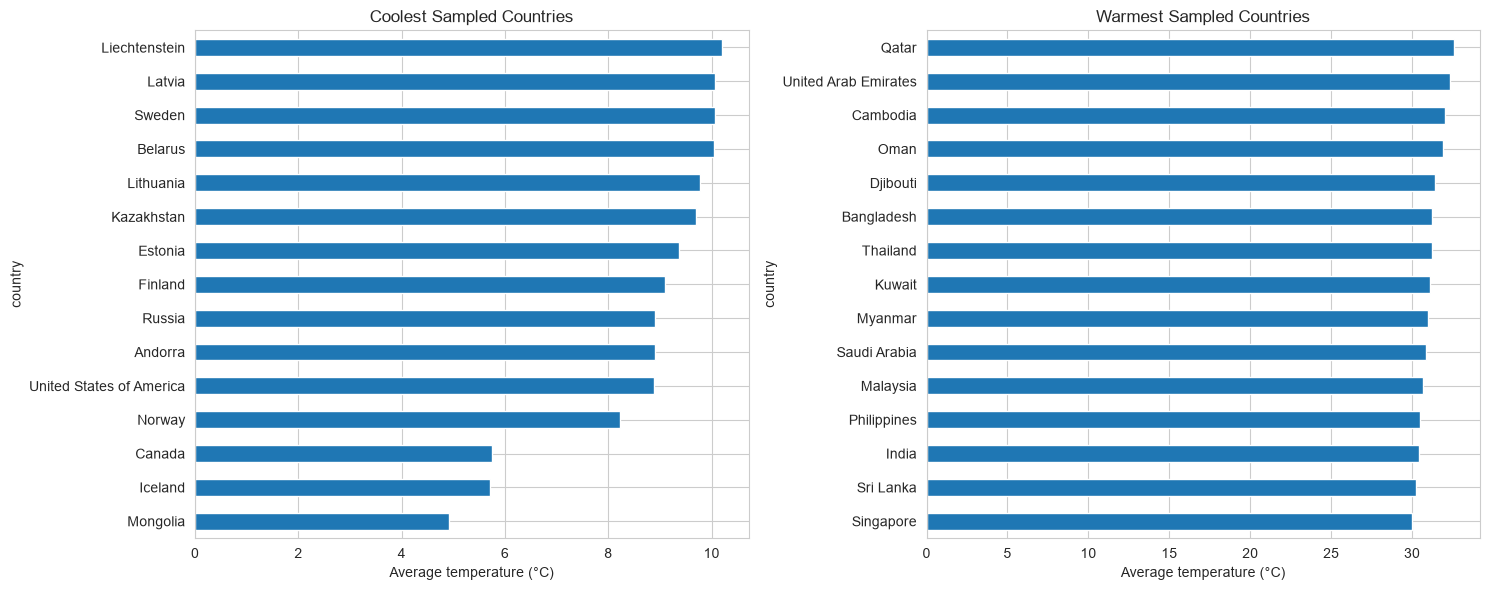 Coolest Sampled Countries
country
Liechtenstein
Latvia
Sweden
Belarus
Lithuania
Kazakhstan
Estonia
Finland
Russia
Andorra
United States of America
Norway
Canada
Iceland
Mongolia
0 2 4 6 8 10
Average temperature (°C)
Warmest Sampled Countries
country
Qatar
United Arab Emirates
Cambodia
Oman
Djibouti
Bangladesh
Thailand
Kuwait
Myanmar
Saudi Arabia
Malaysia
Philippines
India
Sri Lanka
Singapore
0 5 10 15 20 25 30
Average temperature (°C)